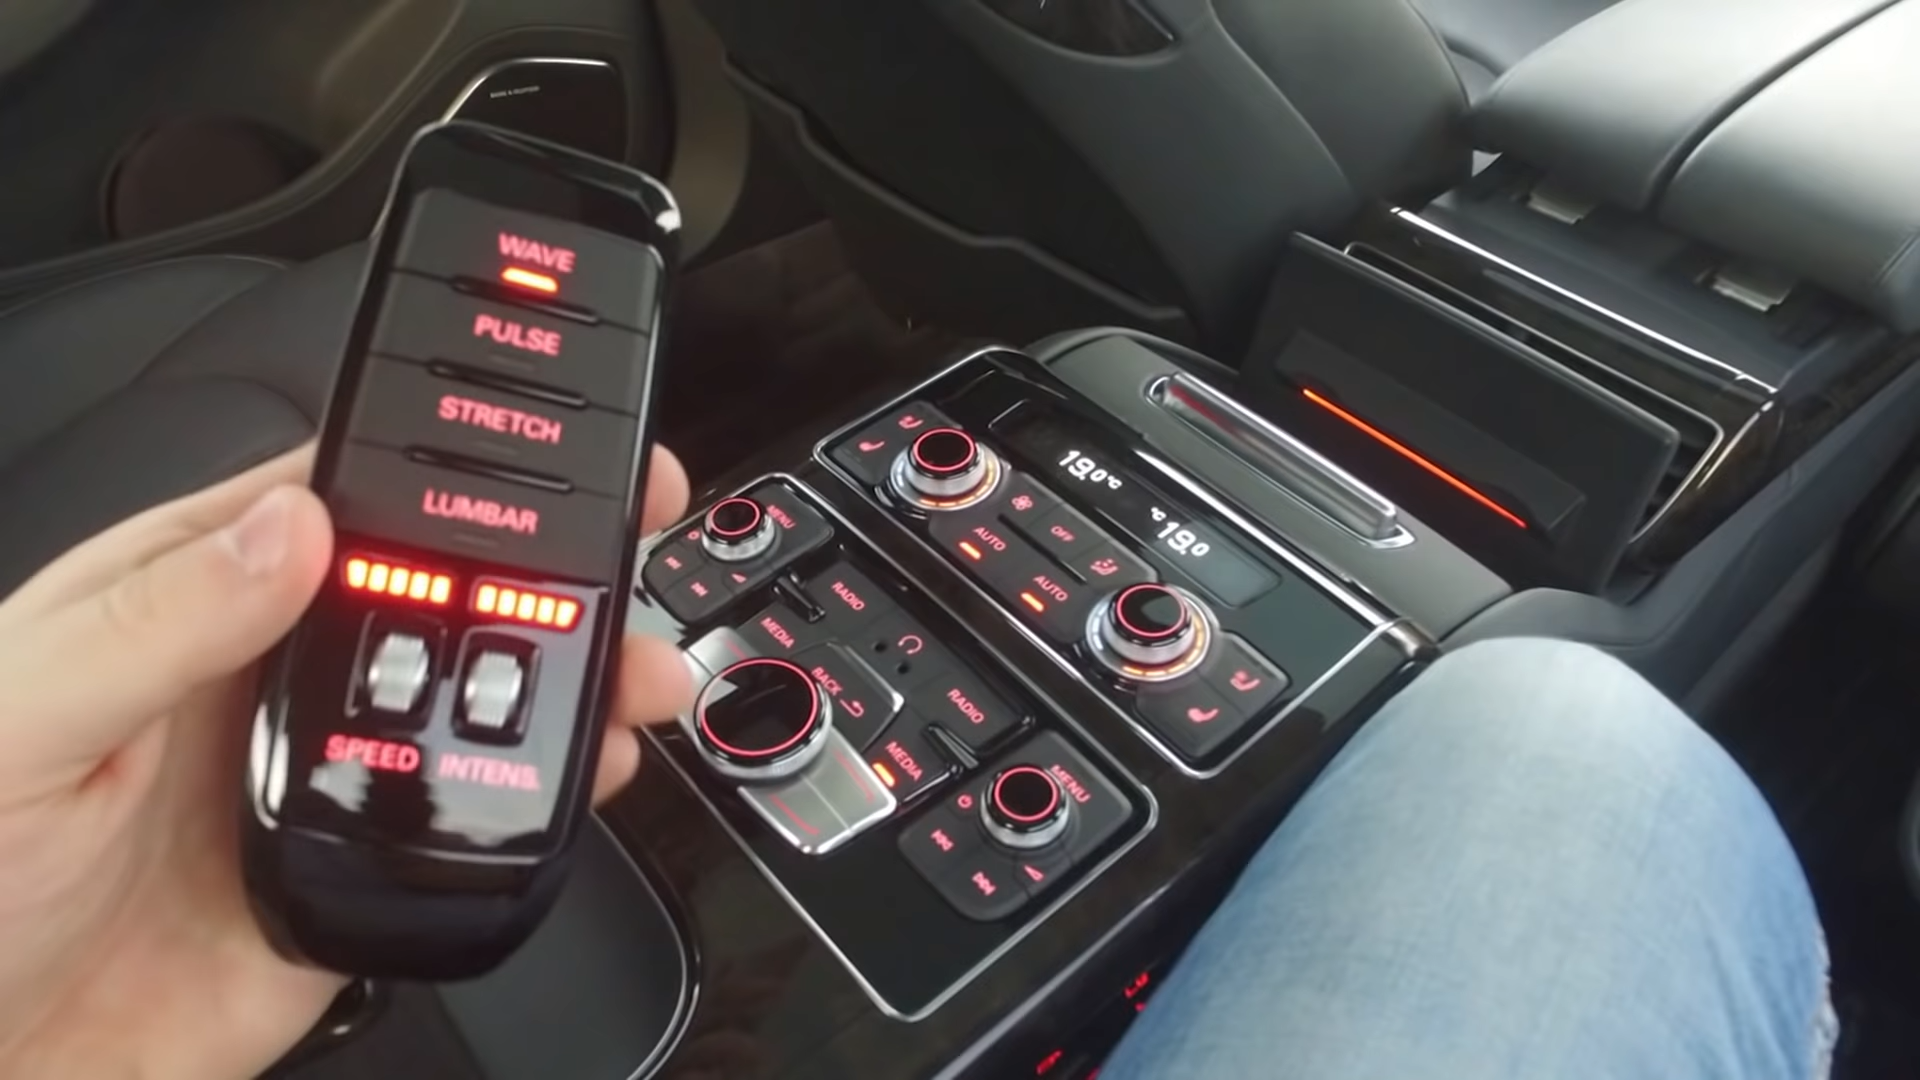 WAVE
PULSE
STRETCH
LUMBAR
SPEED
INTENS.
19.0°C
°C 19.0
AUTO
OFF
AUTO
MENU
RADIO
MEDIA
BACK
RADIO
MEDIA
MENU